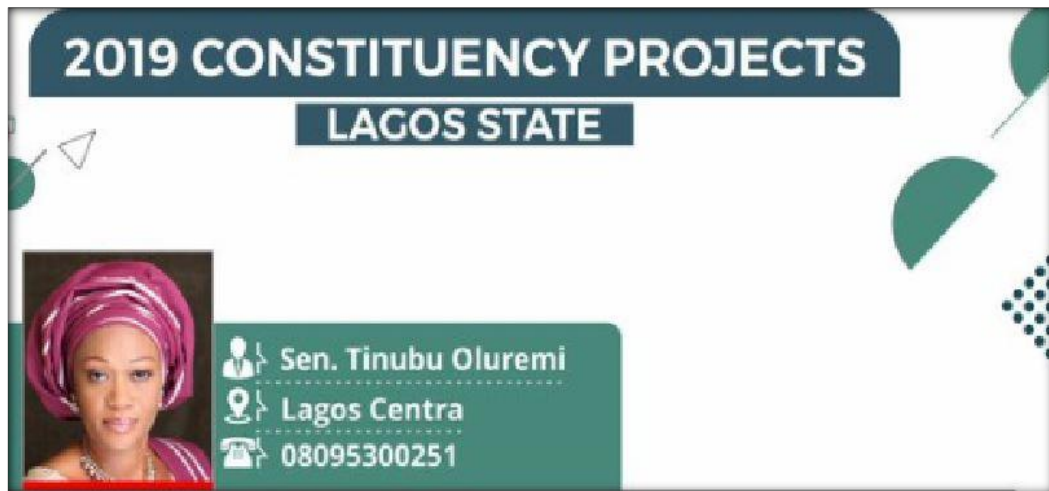 2019 CONSTITUENCY PROJECTS
LAGOS STATE
Sen. Tinubu Oluremi
Lagos Centra
08095300251